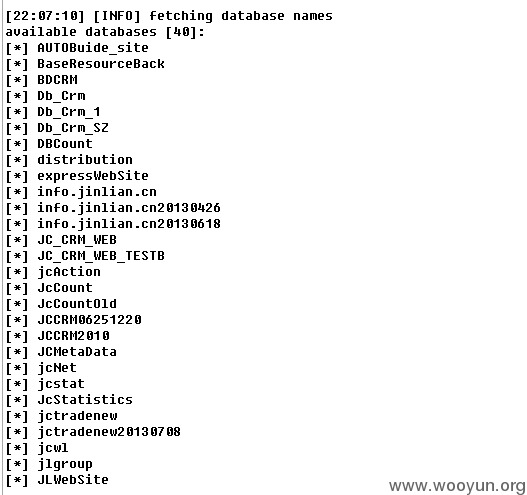 [22:07:10] [INFO] fetching database names
available databases [40]:
[*] AUTOBuide_site
[*] BaseResourceBack
[*] BDCRM
[*] Db_Crm
[*] Db_Crm_1
[*] Db_Crm_SZ
[*] DBCount
[*] distribution
[*] expressWebSite
[*] info.jinlian.cn
[*] info.jinlian.cn20130426
[*] info.jinlian.cn20130618
[*] JC_CRM_WEB
[*] JC_CRM_WEB_TESTB
[*] jcAction
[*] JcCount
[*] JcCountOld
[*] JCCRM06251220
[*] JCCRM2010
[*] JCMetaData
[*] jcNet
[*] jcstat
[*] JcStatistics
[*] jctradenew
[*] jctradenew20130708
[*] jcwl
[*] jlgroup
[*] JLWebSite
www.wooyun.org